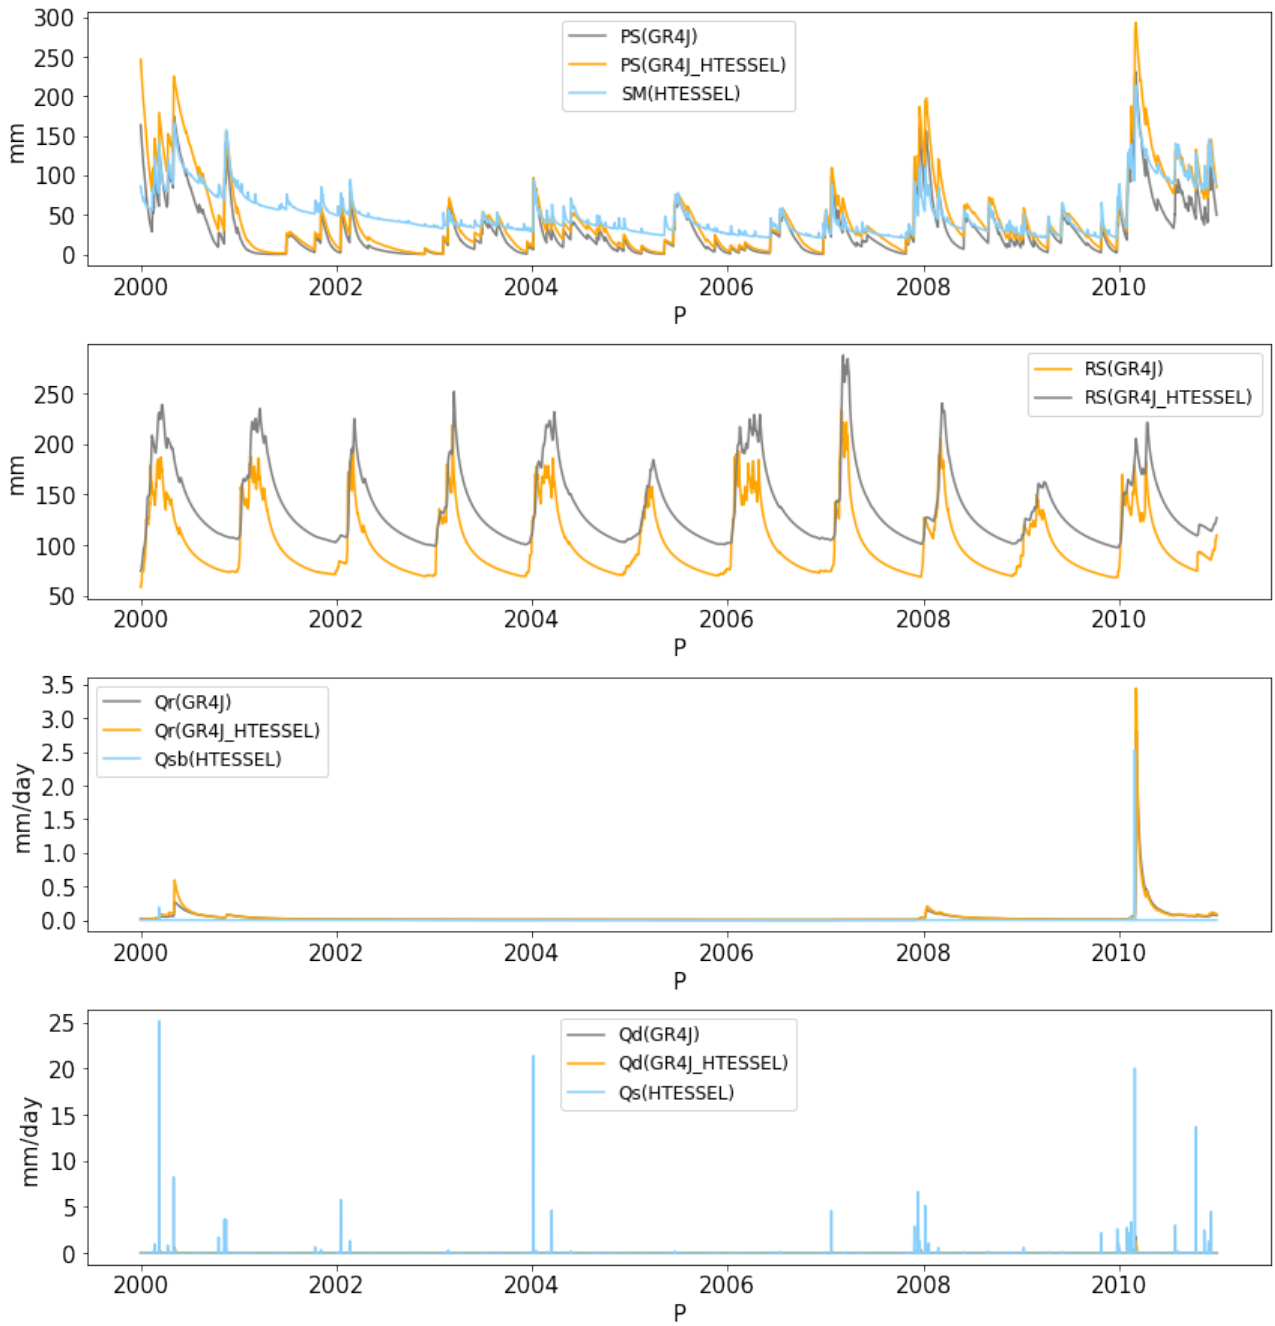 300
250
200
150
100
50
0
mm
PS(GR4J)
PS(GR4J_HTESSEL)
SM(HTESSEL)
2000 2002 2004 2006 2008 2010
P
250
200
150
100
50
mm
RS(GR4J)
RS(GR4J_HTESSEL)
2000 2002 2004 2006 2008 2010
P
3.5
3.0
2.5
2.0
1.5
1.0
0.5
0.0
mm/day
Qr(GR4J)
Qr(GR4J_HTESSEL)
Qsb(HTESSEL)
2000 2002 2004 2006 2008 2010
P
25
20
15
10
5
0
mm/day
Qd(GR4J)
Qd(GR4J_HTESSEL)
Qs(HTESSEL)
2000 2002 2004 2006 2008 2010
P